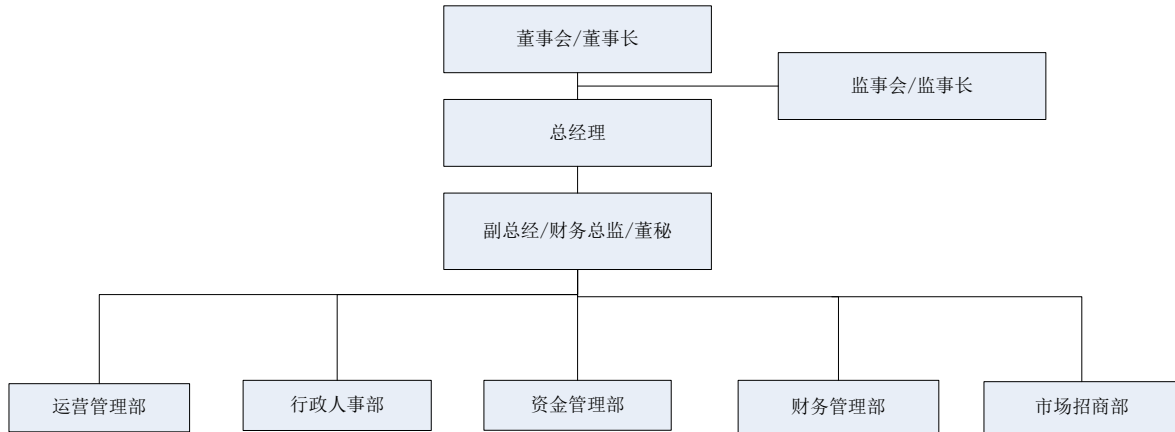 董事会/董事长
监事会/监事长
总经理
副总经/财务总监/董秘
运营管理部
行政人事部
资金管理部
财务管理部
市场招商部